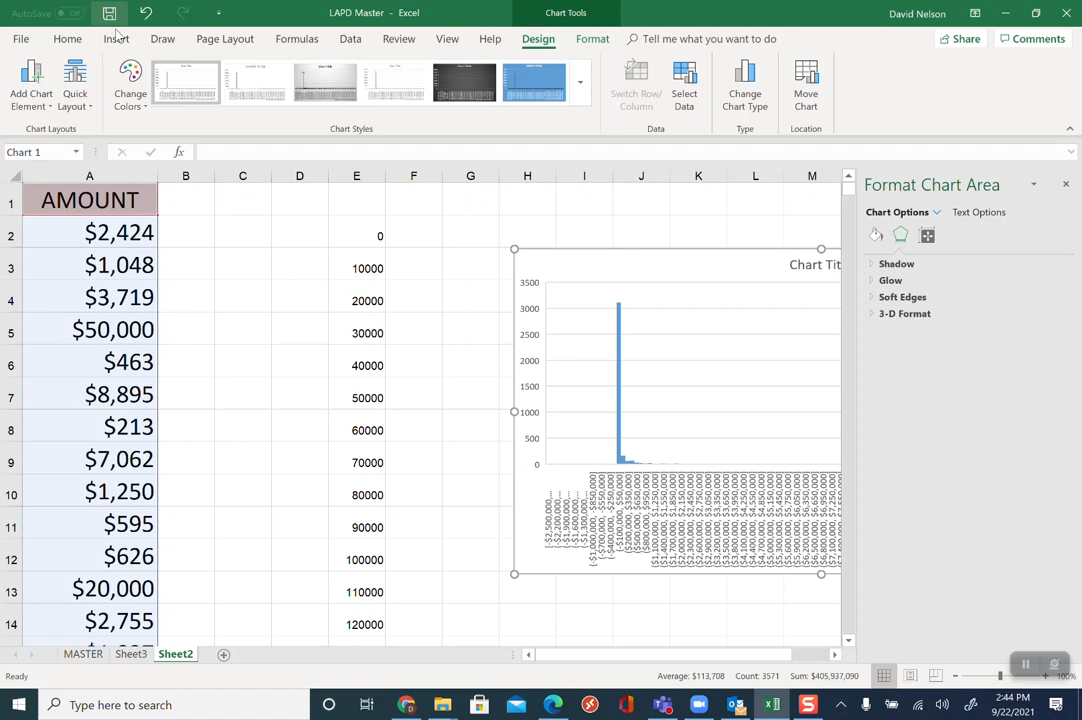 AutoSave Off
LAPD Master - Excel
Chart Tools
David Nelson
File Home Insert Draw Page Layout Formulas Data Review View Help Design Format Tell me what you want to do Share Comments
Add Chart Element
Quick Layout
Change Colors
Switch Row/Column
Select Data
Change Chart Type
Move Chart
Chart Layouts
Chart Styles
Data
Type
Location
Chart 1
fx
A B C D E F G H I J K L M
1 AMOUNT
2 $2,424 0
3 $1,048 10000
4 $3,719 20000
5 $50,000 30000
6 $463 40000
7 $8,895 50000
8 $213 60000
9 $7,062 70000
10 $1,250 80000
11 $595 90000
12 $626 100000
13 $20,000 110000
14 $2,755 120000
Chart Tit
3500
3000
2500
2000
1500
1000
500
0
Format Chart Area
Chart Options Text Options
Shadow
Glow
Soft Edges
3-D Format
MASTER Sheet3 Sheet2
Ready
Average: $113,708 Count: 3571 Sum: $405,937,090
100%
Type here to search
2:44 PM
9/22/2021